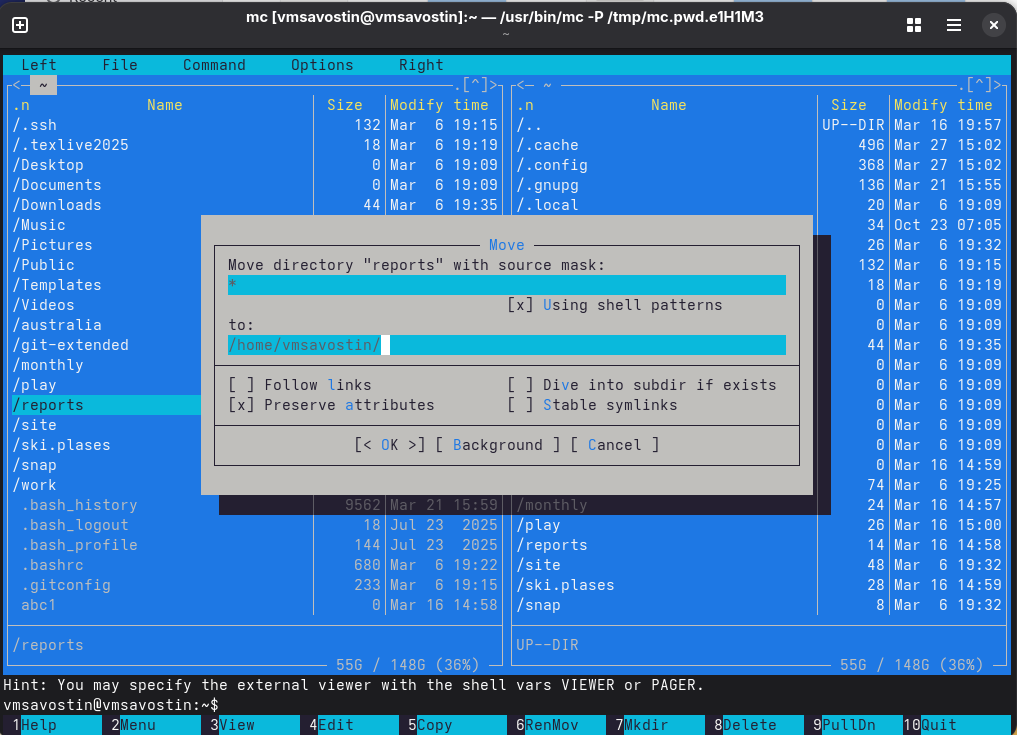 mc [vmsavostin@vmsavostin]:~ — /usr/bin/mc -P /tmp/mc.pwd.e1H1M3
~
Left File Command Options Right
<─ ~ ─.[^]>
<─ ~ ─.[^]>
.n Name Size Modify time
/.ssh 132 Mar 6 19:15
/.texlive2025 18 Mar 6 19:19
/Desktop 0 Mar 6 19:09
/Documents 0 Mar 6 19:09
/Downloads 44 Mar 6 19:35
/Music
/Pictures
/Public
/Templates
/Videos
/australia
/git-extended
/monthly
/play
/reports
/site
/ski.plases
/snap
/work
.bash_history 9562 Mar 21 15:59
.bash_logout 18 Jul 23 2025
.bash_profile 144 Jul 23 2025
.bashrc 680 Mar 6 19:22
.gitconfig 233 Mar 6 19:15
abc1 0 Mar 16 14:58
/reports
55G / 148G (36%)
.n Name Size Modify time
/.. UP--DIR Mar 16 19:57
/.cache 496 Mar 27 15:02
/.config 368 Mar 27 15:02
/.gnupg 136 Mar 21 15:55
/.local 20 Mar 6 19:09
34 Oct 23 07:05
26 Mar 6 19:32
132 Mar 6 19:15
18 Mar 6 19:19
0 Mar 6 19:09
0 Mar 6 19:09
44 Mar 6 19:35
0 Mar 6 19:09
0 Mar 6 19:09
0 Mar 6 19:09
0 Mar 6 19:09
0 Mar 6 19:09
0 Mar 16 14:59
74 Mar 6 19:25
/monthly 24 Mar 16 14:57
/play 26 Mar 16 15:00
/reports 14 Mar 16 14:58
/site 48 Mar 6 19:32
/ski.plases 28 Mar 16 14:59
/snap 8 Mar 6 19:32
UP--DIR
55G / 148G (36%)
Move
Move directory "reports" with source mask:
*
[x] Using shell patterns
to:
/home/vmsavostin/
[ ] Follow links [ ] Dive into subdir if exists
[x] Preserve attributes [ ] Stable symlinks
[< OK >] [ Background ] [ Cancel ]
Hint: You may specify the external viewer with the shell vars VIEWER or PAGER.
vmsavostin@vmsavostin:~$
1Help 2Menu 3View 4Edit 5Copy 6RenMov 7Mkdir 8Delete 9PullDn 10Quit